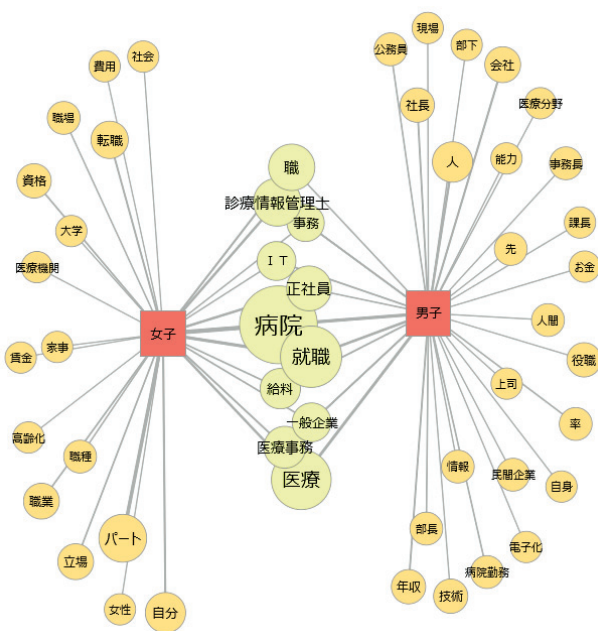 社会
費用
職場
転職
資格
大学
医療機関
賃金
家事
高齢化
職種
職業
立場
パート
女性
自分
女子
職
診療情報管理士
事務
IT
正社員
病院
就職
給料
一般企業
医療事務
医療
男子
現場
公務員
部下
会社
社長
医療分野
人
能力
事務長
課長
先
お金
人間
役職
上司
率
情報
民間企業
自身
部長
電子化
病院勤務
年収
技術